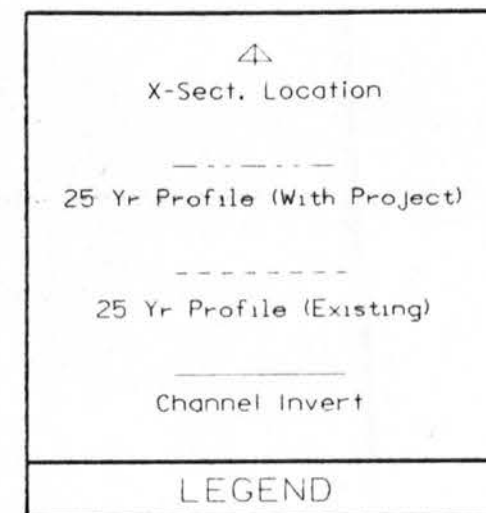 X-Sect. Location
25 Yr Profile (With Project)
25 Yr Profile (Existing)
Channel Invert
LEGEND